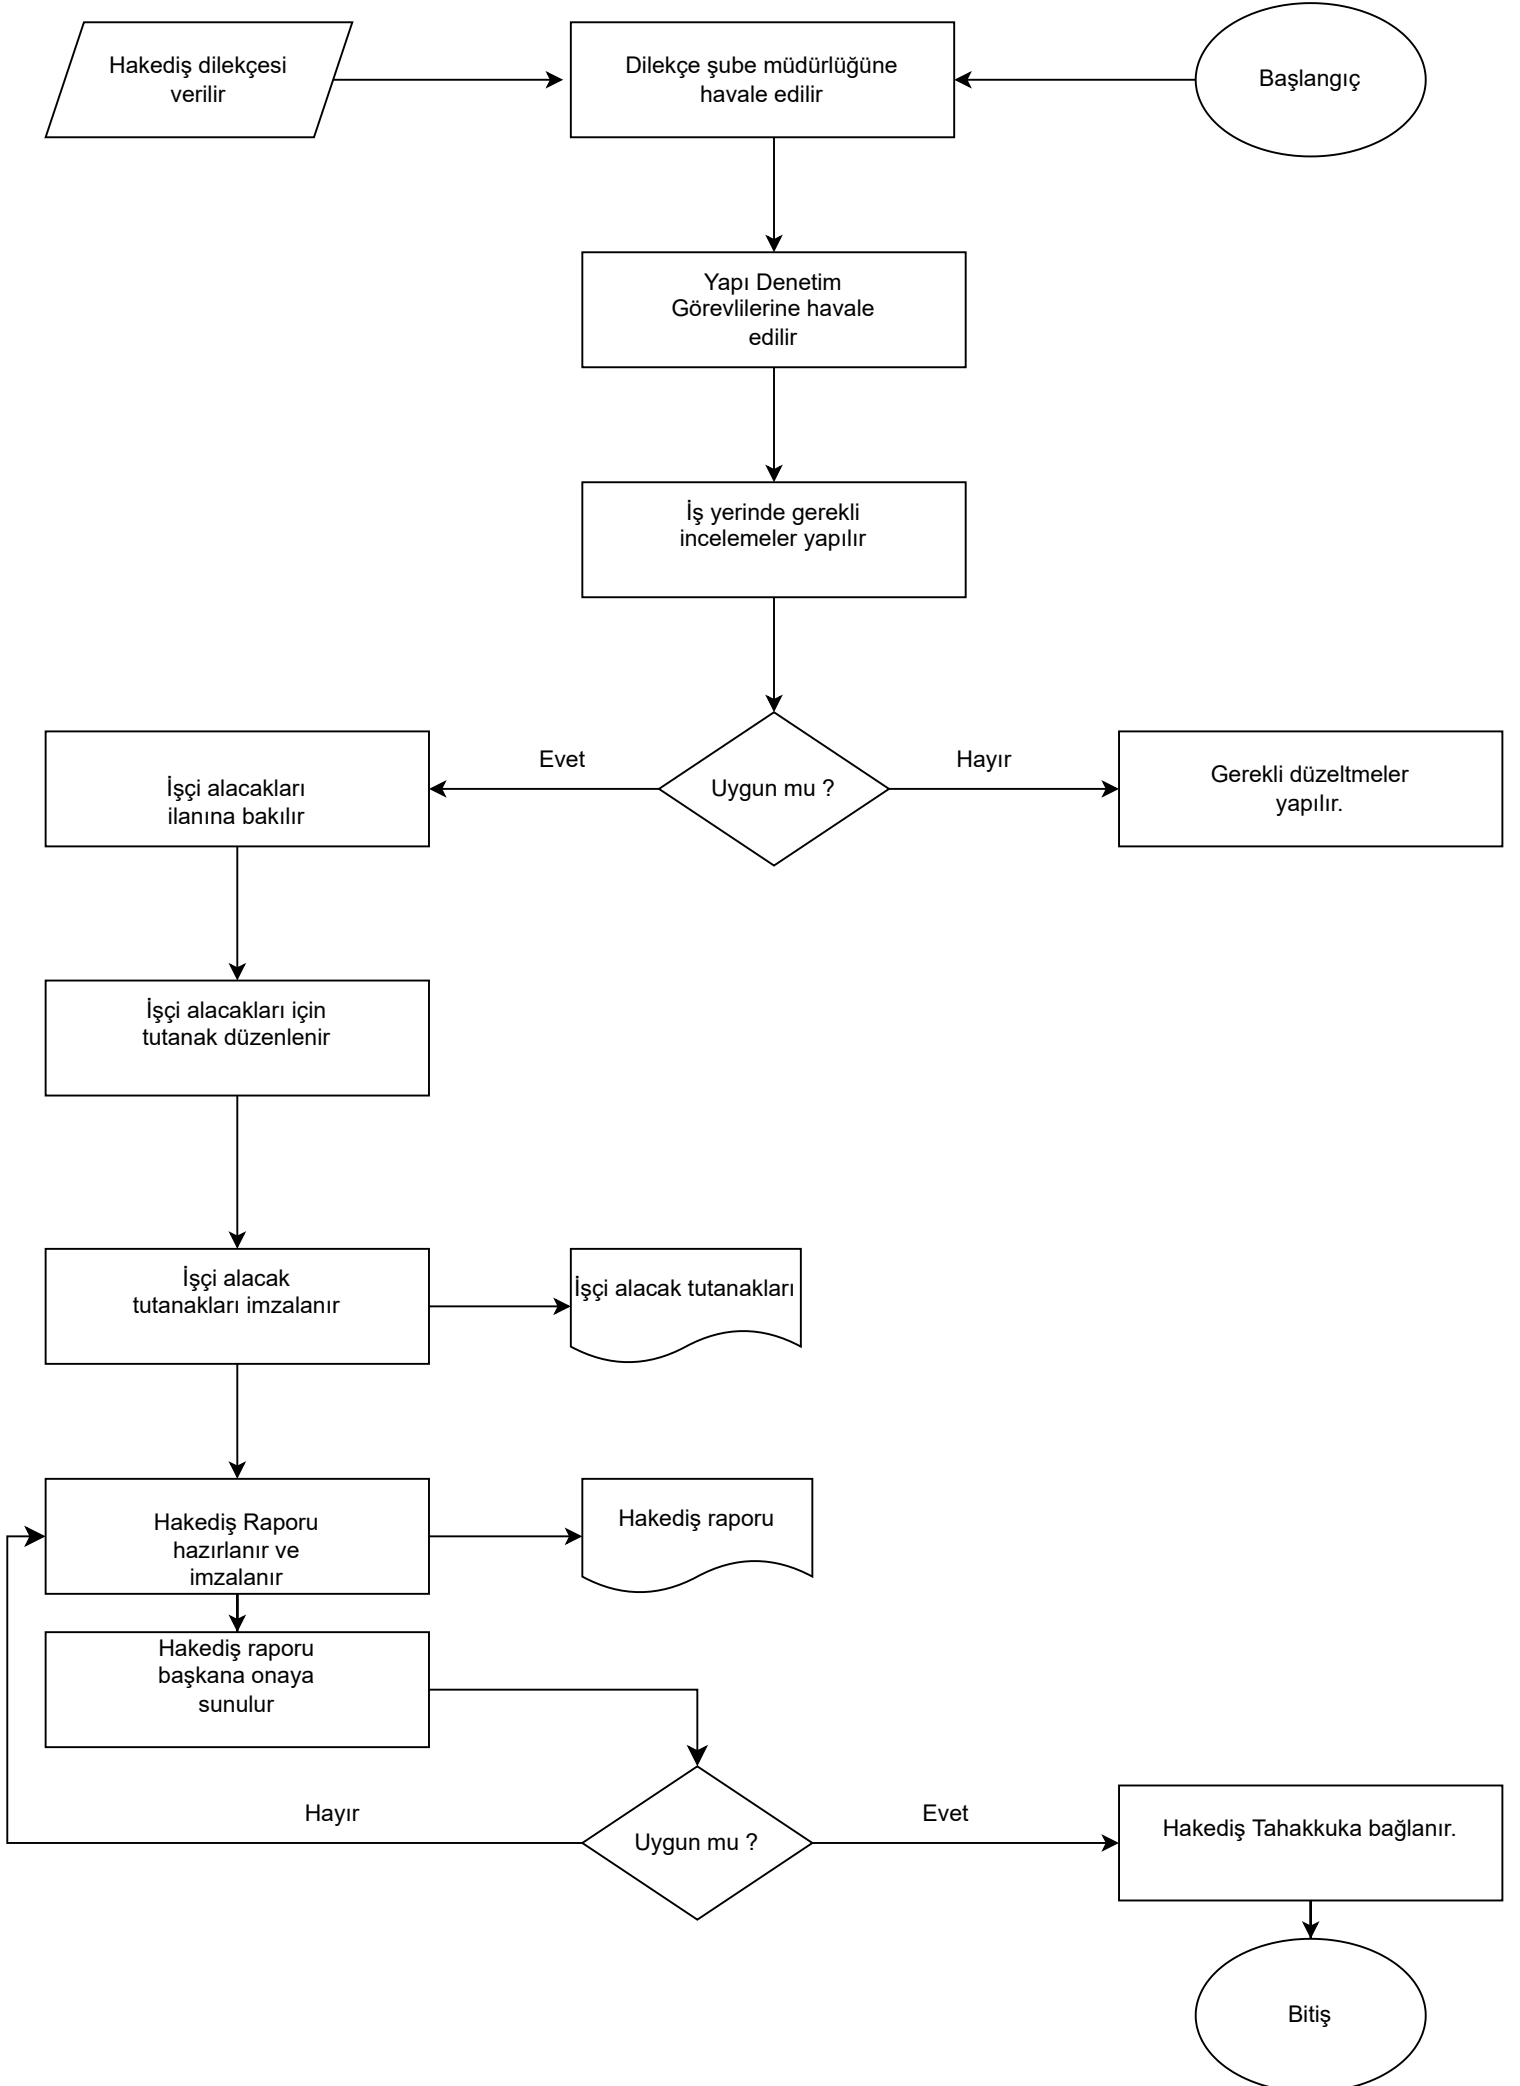 Hakediş dilekçesi
verilir
Dilekçe şube müdürlüğüne
havale edilir
Başlangıç
Yapı Denetim
Görevlilerine havale
edilir
İş yerinde gerekli
incelemeler yapılır
Evet
Uygun mu ?
Hayır
İşçi alacakları
ilanına bakılır
Gerekli düzeltmeler
yapılır.
İşçi alacakları için
tutanak düzenlenir
İşçi alacak
tutanakları imzalanır
İşçi alacak tutanakları
Hakediş Raporu
hazırlanır ve
imzalanır
Hakediş raporu
Hakediş raporu
başkana onaya
sunulur
Hayır
Uygun mu ?
Evet
Hakediş Tahakkuka bağlanır.
Bitiş